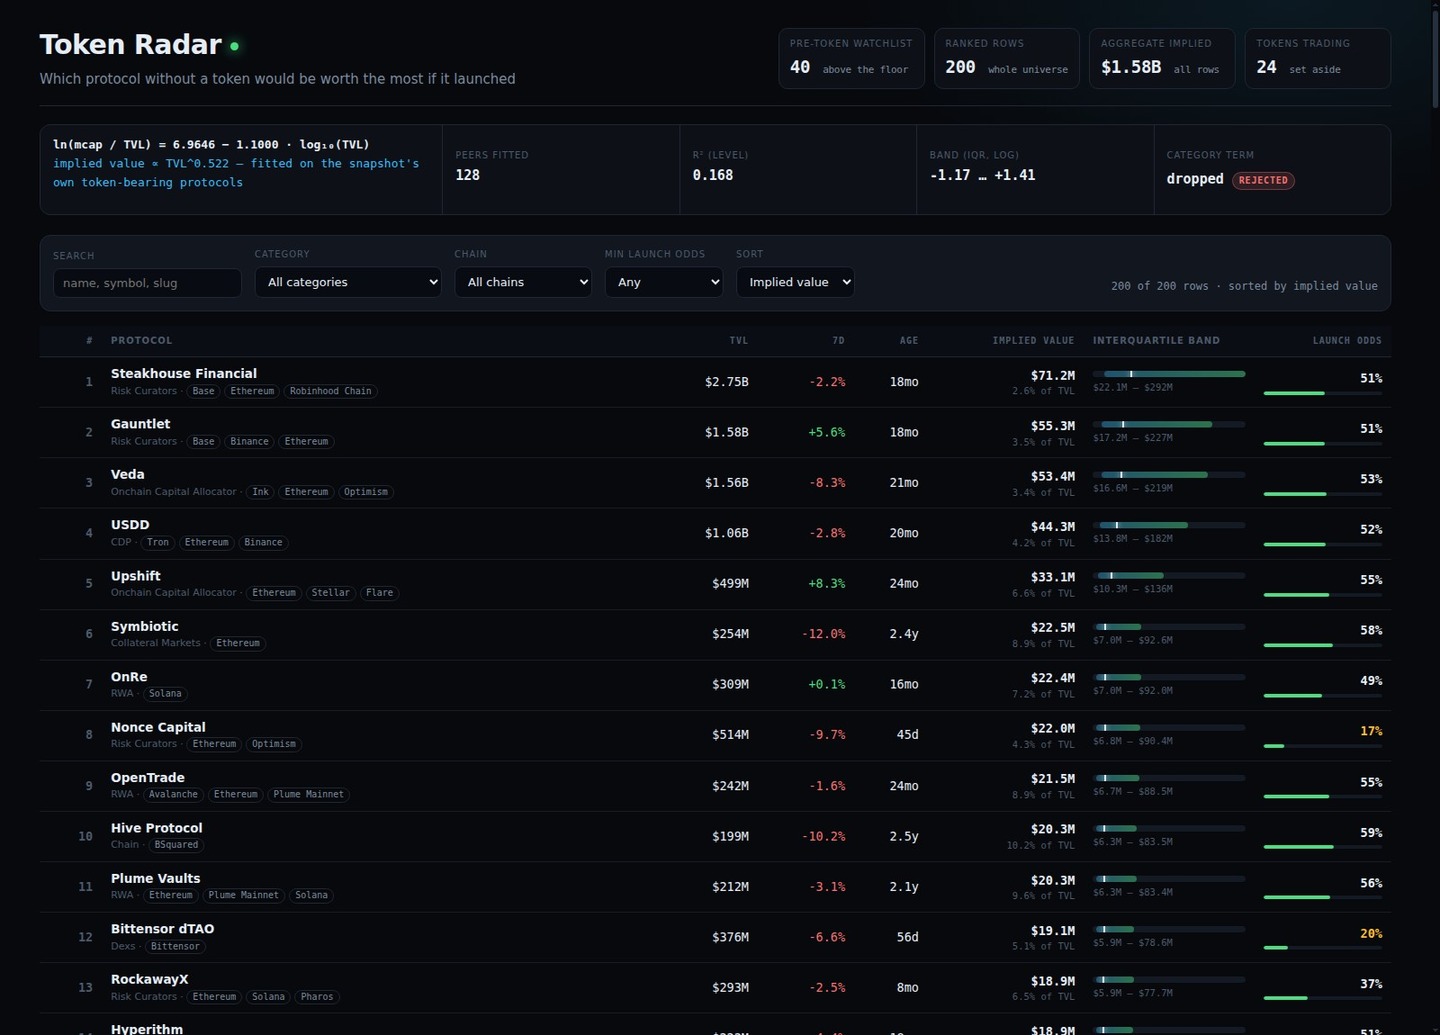 Token Radar
Which protocol without a token would be worth the most if it launched
PRE-TOKEN WATCHLIST
40 above the floor
RANKED ROWS
200 whole universe
AGGREGATE IMPLIED
$1.58B all rows
TOKENS TRADING
24 set aside
ln(mcap / TVL) = 6.9646 − 1.1000 · log₁₀(TVL)
implied value ∝ TVL^0.522 — fitted on the snapshot's
own token-bearing protocols
PEERS FITTED
128
R² (LEVEL)
0.168
BAND (IQR, LOG)
-1.17 … +1.41
CATEGORY TERM
dropped REJECTED
SEARCH
name, symbol, slug
CATEGORY
All categories
CHAIN
All chains
MIN LAUNCH ODDS
Any
SORT
Implied value
200 of 200 rows · sorted by implied value
# PROTOCOL TVL 7D AGE IMPLIED VALUE INTERQUARTILE BAND LAUNCH ODDS
1 Steakhouse Financial $2.75B -2.2% 18mo $71.2M 51%
Risk Curators · Base Ethereum Robinhood Chain 2.6% of TVL $22.1M — $292M
2 Gauntlet $1.58B +5.6% 18mo $55.3M 51%
Risk Curators · Base Binance Ethereum 3.5% of TVL $17.2M — $227M
3 Veda $1.56B -8.3% 21mo $53.4M 53%
Onchain Capital Allocator · Ink Ethereum Optimism 3.4% of TVL $16.6M — $219M
4 USDD $1.06B -2.8% 20mo $44.3M 52%
CDP · Tron Ethereum Binance 4.2% of TVL $13.8M — $182M
5 Upshift $499M +8.3% 24mo $33.1M 55%
Onchain Capital Allocator · Ethereum Stellar Flare 6.6% of TVL $10.3M — $136M
6 Symbiotic $254M -12.0% 2.4y $22.5M 58%
Collateral Markets · Ethereum 8.9% of TVL $7.0M — $92.6M
7 OnRe $309M +0.1% 16mo $22.4M 49%
RWA · Solana 7.2% of TVL $7.0M — $92.0M
8 Nonce Capital $514M -9.7% 45d $22.0M 17%
Risk Curators · Ethereum Optimism 4.3% of TVL $6.8M — $90.4M
9 OpenTrade $242M -1.6% 24mo $21.5M 55%
RWA · Avalanche Ethereum Plume Mainnet 8.9% of TVL $6.7M — $88.5M
10 Hive Protocol $199M -10.2% 2.5y $20.3M 59%
Chain · BSquared 10.2% of TVL $6.3M — $83.5M
11 Plume Vaults $212M -3.1% 2.1y $20.3M 56%
RWA · Ethereum Plume Mainnet Solana 9.6% of TVL $6.3M — $83.4M
12 Bittensor dTAO $376M -6.6% 56d $19.1M 20%
Dexs · Bittensor 5.1% of TVL $5.9M — $78.6M
13 RockawayX $293M -2.5% 8mo $18.9M 37%
Risk Curators · Ethereum Solana Pharos 6.5% of TVL $5.9M — $77.7M
Hyperithm $18.9M 51%